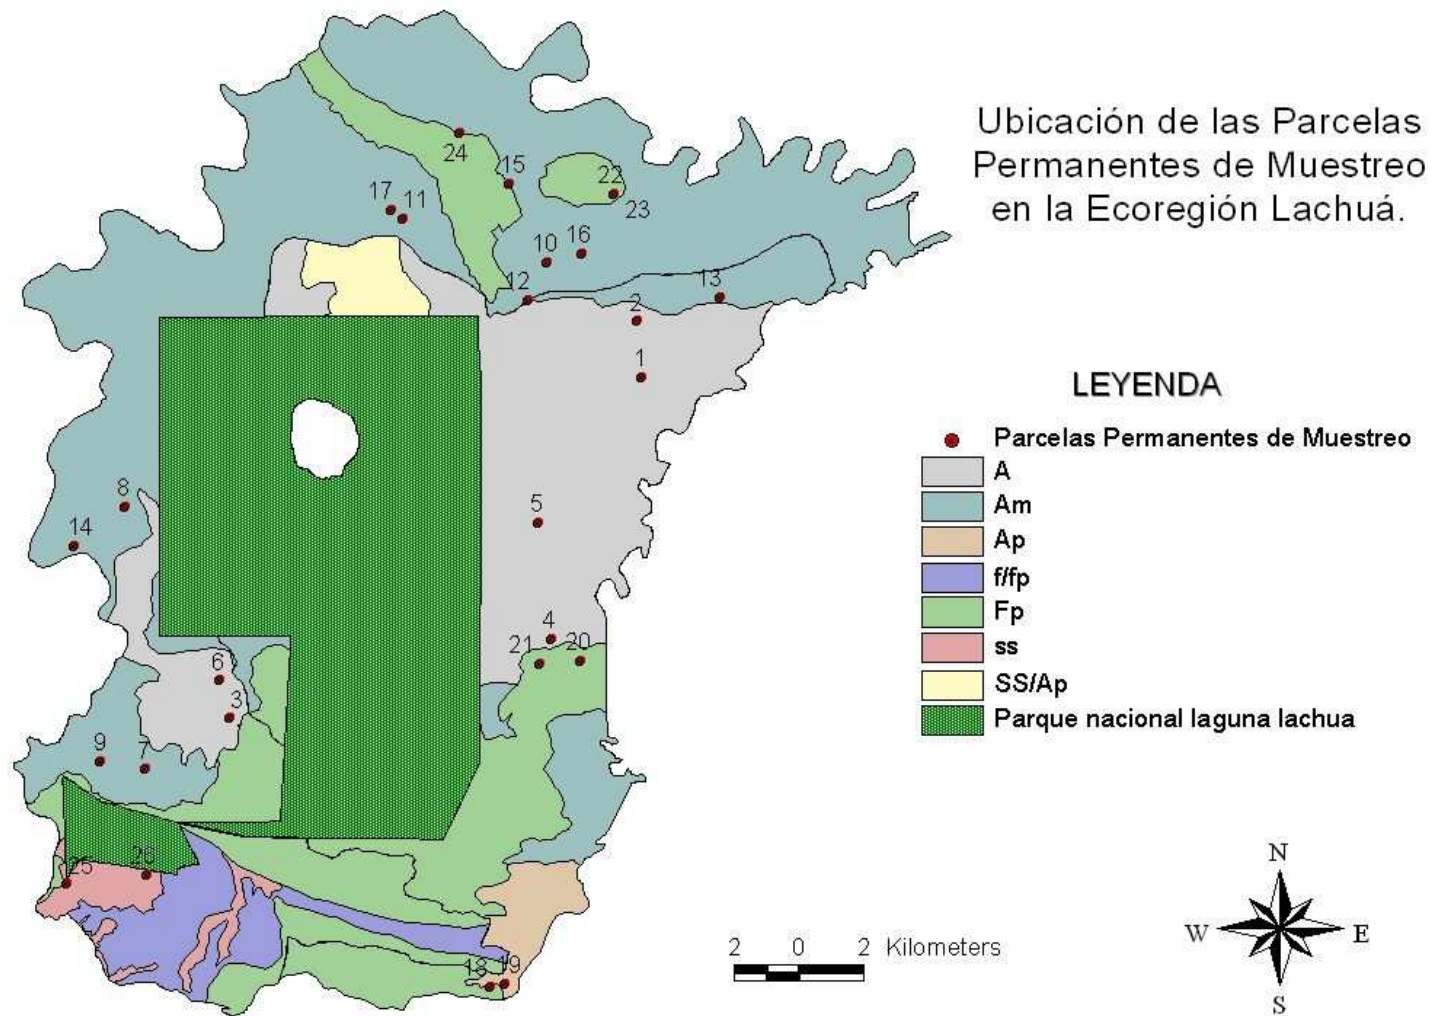 Ubicación de las Parcelas
Permanentes de Muestreo
en la Ecoregión Lachuá.
24
15
22
17
11
23
10
16
12
13
2
1
8
5
14
4
21
20
6
3
9
7
26
25
18
19
LEYENDA
Parcelas Permanentes de Muestreo
A
Am
Ap
f/fp
Fp
ss
SS/Ap
Parque nacional laguna lachua
N
W
E
S
2 0 2 Kilometers